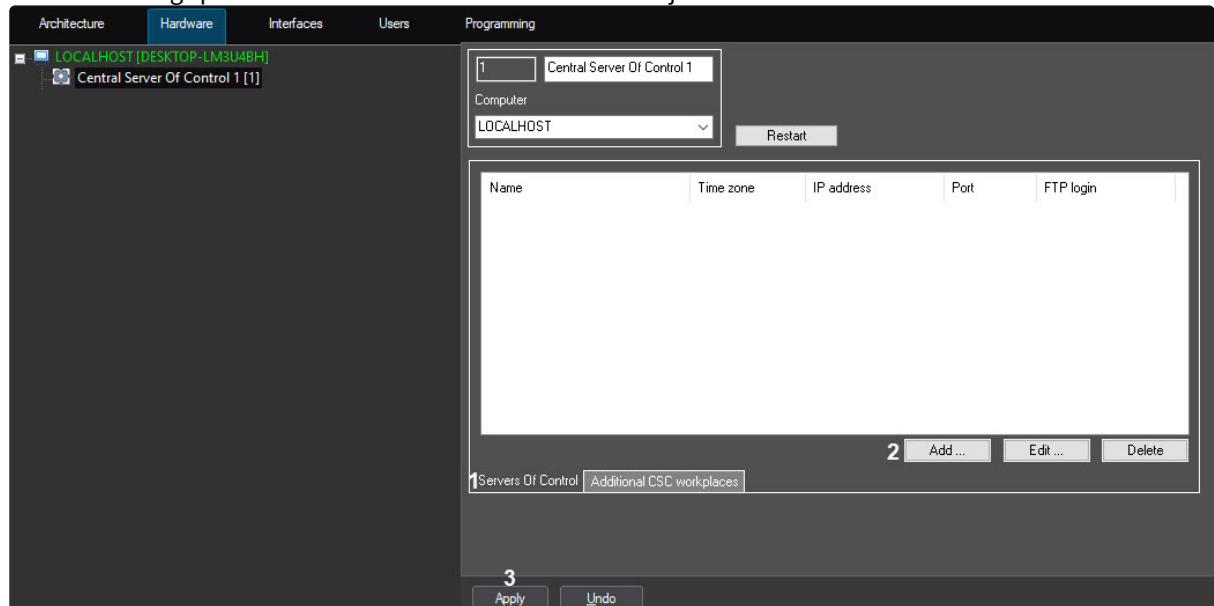 Architecture Hardware Interfaces Users Programming
LOCALHOST [DESKTOP-LM3U4BH]
Central Server Of Control 1 [1]
1 Central Server Of Control 1
Computer
LOCALHOST
Restart
Name Time zone IP address Port FTP login
2 Add ... Edit ... Delete
1 Servers Of Control Additional CSC workplaces
3
Apply Undo